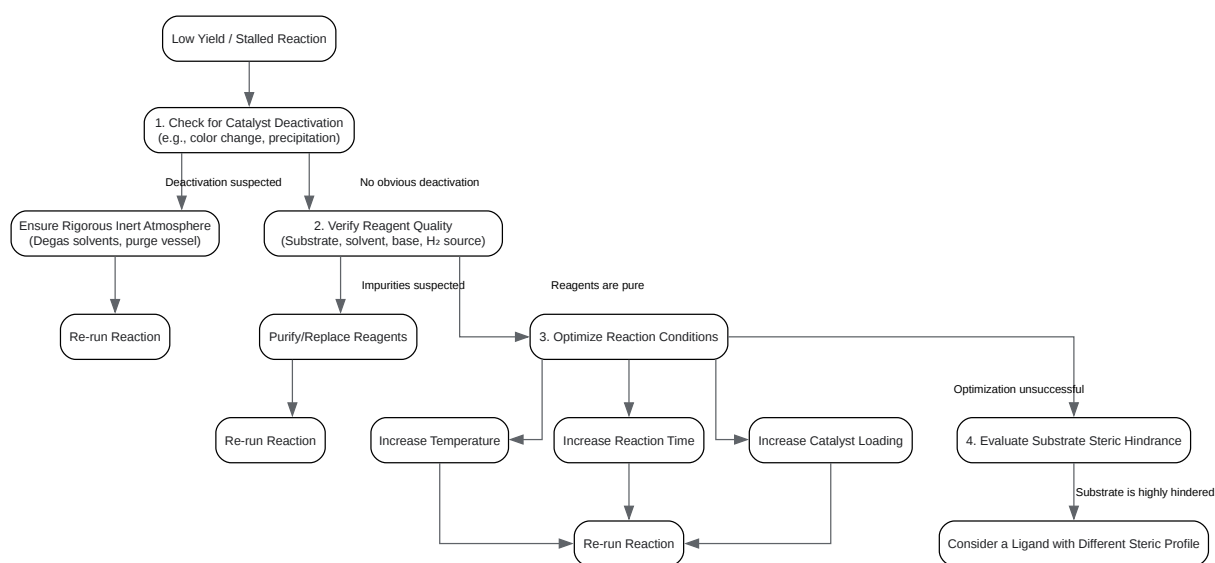 Low Yield / Stalled Reaction
1. Check for Catalyst Deactivation
(e.g., color change, precipitation)
Deactivation suspected
No obvious deactivation
Ensure Rigorous Inert Atmosphere
(Degas solvents, purge vessel)
2. Verify Reagent Quality
(Substrate, solvent, base, H₂ source)
Impurities suspected
Reagents are pure
Re-run Reaction
Purify/Replace Reagents
3. Optimize Reaction Conditions
Optimization unsuccessful
Re-run Reaction
Increase Temperature
Increase Reaction Time
Increase Catalyst Loading
4. Evaluate Substrate Steric Hindrance
Substrate is highly hindered
Re-run Reaction
Consider a Ligand with Different Steric Profile